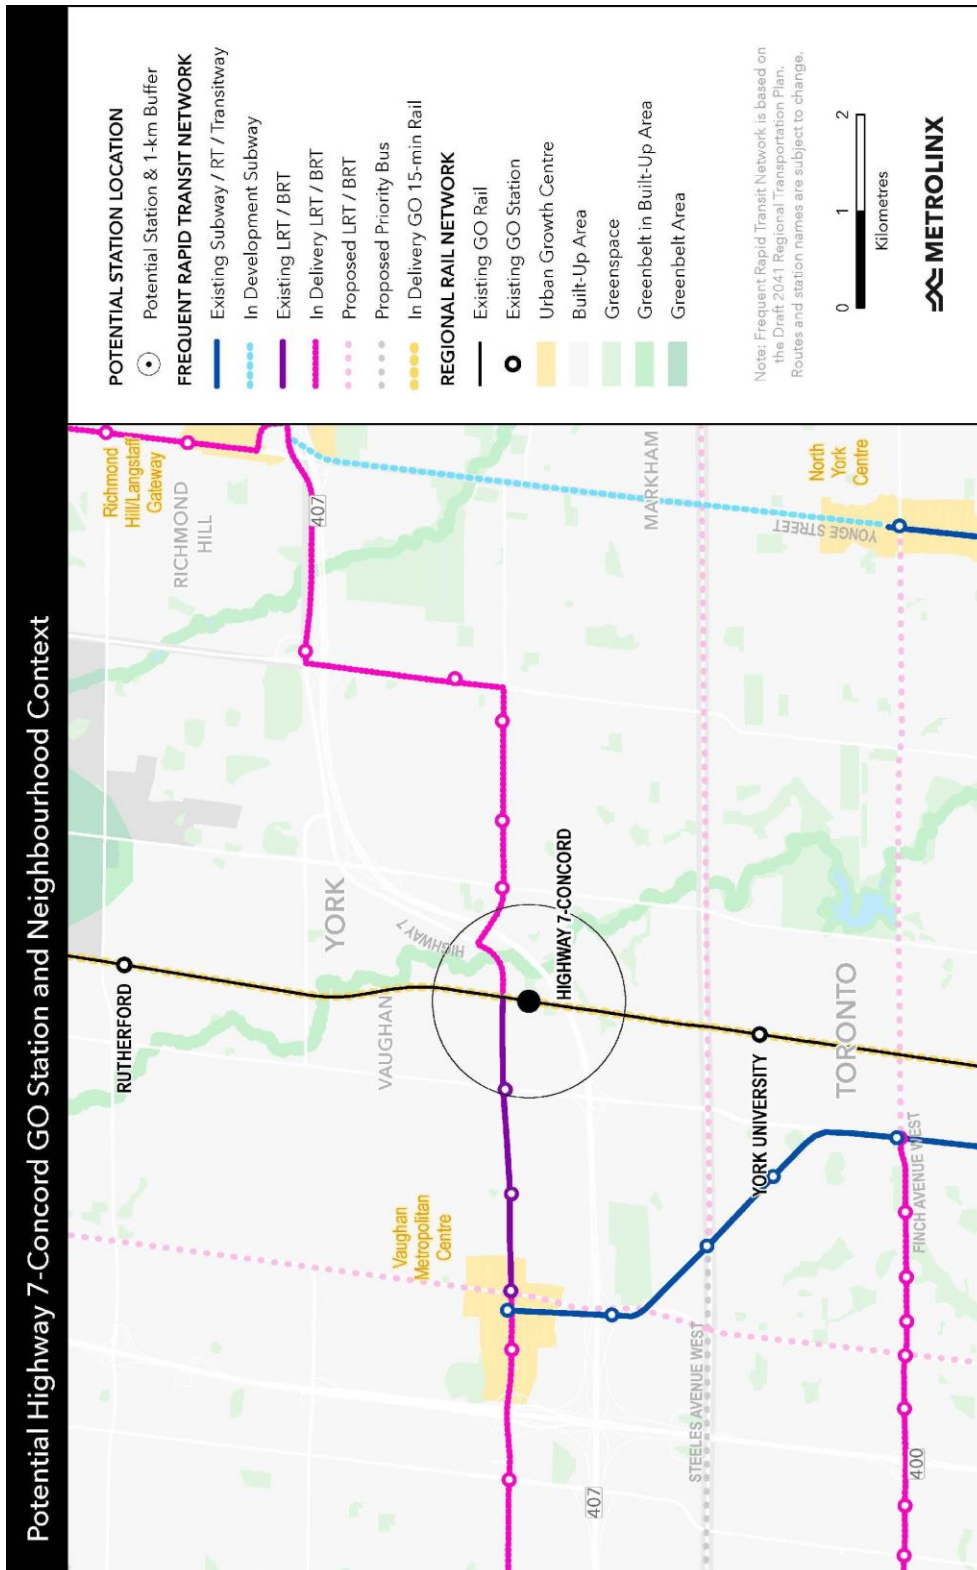 Potential Highway 7-Concord GO Station and Neighbourhood Context
Richmond
Hill/Langstaff
Gateway
RICHMOND
HILL
407
MARKHAM
YONGE STREET
North
York
Centre
RUTHERFORD
YORK
HIGHWAY 7
VAUGHAN
HIGHWAY 7-CONCORD
TORONTO
YORK UNIVERSITY
Vaughan
Metropolitan
Centre
FINCH AVENUE WEST
STEELES AVENUE WEST
407
400
POTENTIAL STATION LOCATION
Potential Station & 1-km Buffer
FREQUENT RAPID TRANSIT NETWORK
Existing Subway / RT / Transitway
In Development Subway
Existing LRT / BRT
In Delivery LRT / BRT
Proposed LRT / BRT
Proposed Priority Bus
In Delivery GO 15-min Rail
REGIONAL RAIL NETWORK
Existing GO Rail
Existing GO Station
Urban Growth Centre
Built-Up Area
Greenspace
Greenbelt in Built-Up Area
Greenbelt Area
Note: Frequent Rapid Transit Network is based on
the Draft 2041 Regional Transportation Plan.
Routes and station names are subject to change.
0 1 2
Kilometres
METROLINX